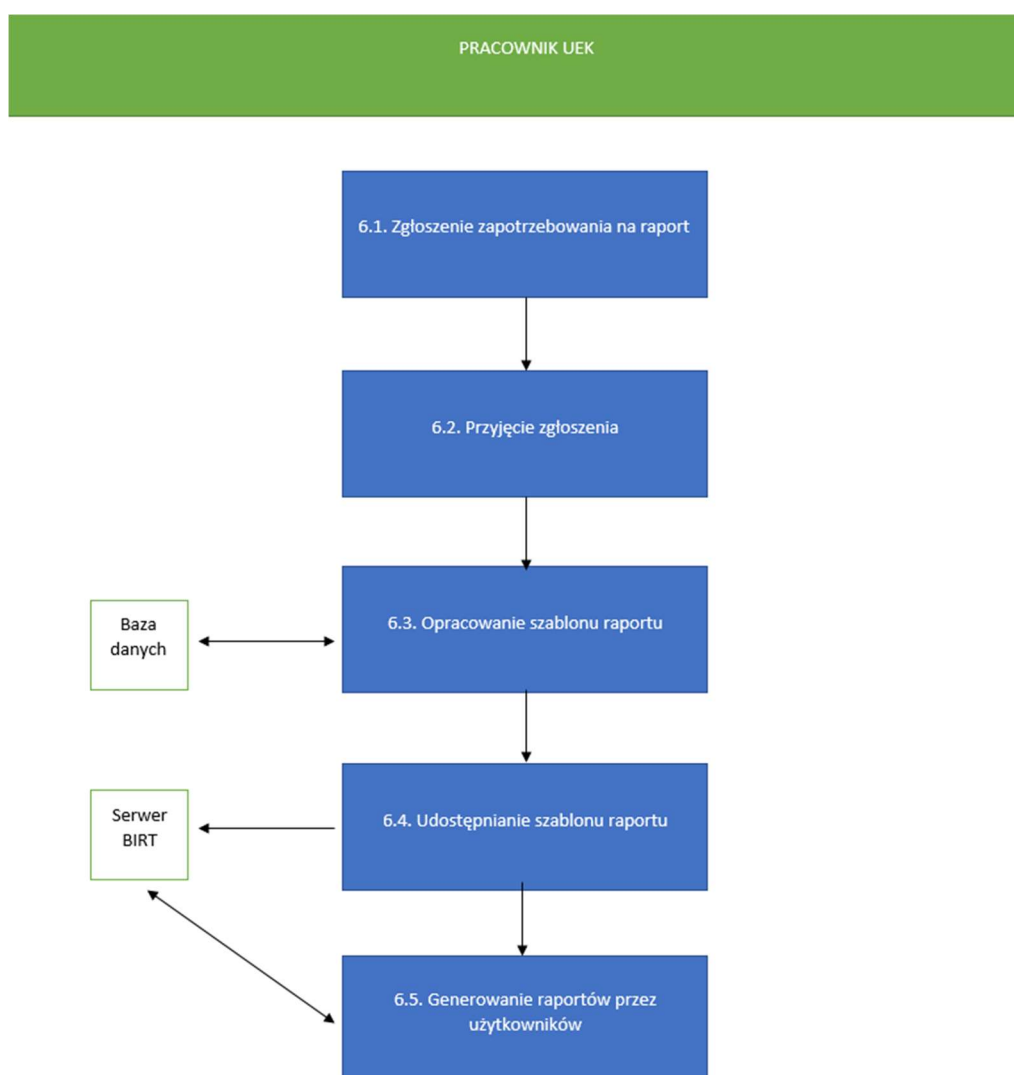 PRACOWNIK UEK
6.1. Zgłoszenie zapotrzebowania na raport
6.2. Przyjęcie zgłoszenia
Baza
danych
6.3. Opracowanie szablonu raportu
Serwer
BIRT
6.4. Udostępnianie szablonu raportu
6.5. Generowanie raportów przez
użytkowników